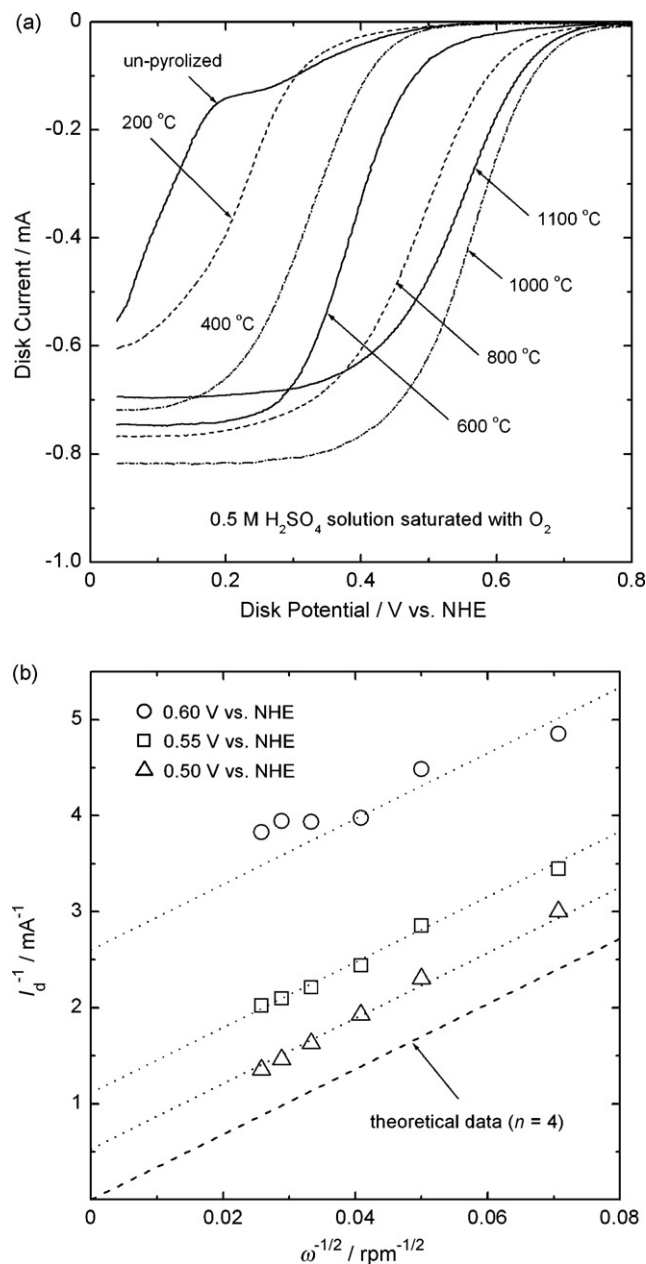 (a)
0
-0.2
-0.4
-0.6
-0.8
-1.0
Disk Current / mA
un-pyrolized
200 °C
400 °C
1100 °C
1000 °C
800 °C
600 °C
0.5 M H₂SO₄ solution saturated with O₂
0 0.2 0.4 0.6 0.8
Disk Potential / V vs. NHE
(b)
0.60 V vs. NHE
0.55 V vs. NHE
0.50 V vs. NHE
5
4
3
2
1
I_d⁻¹ / mA⁻¹
theoretical data (n = 4)
0 0.02 0.04 0.06 0.08
ω⁻¹/² / rpm⁻¹/²